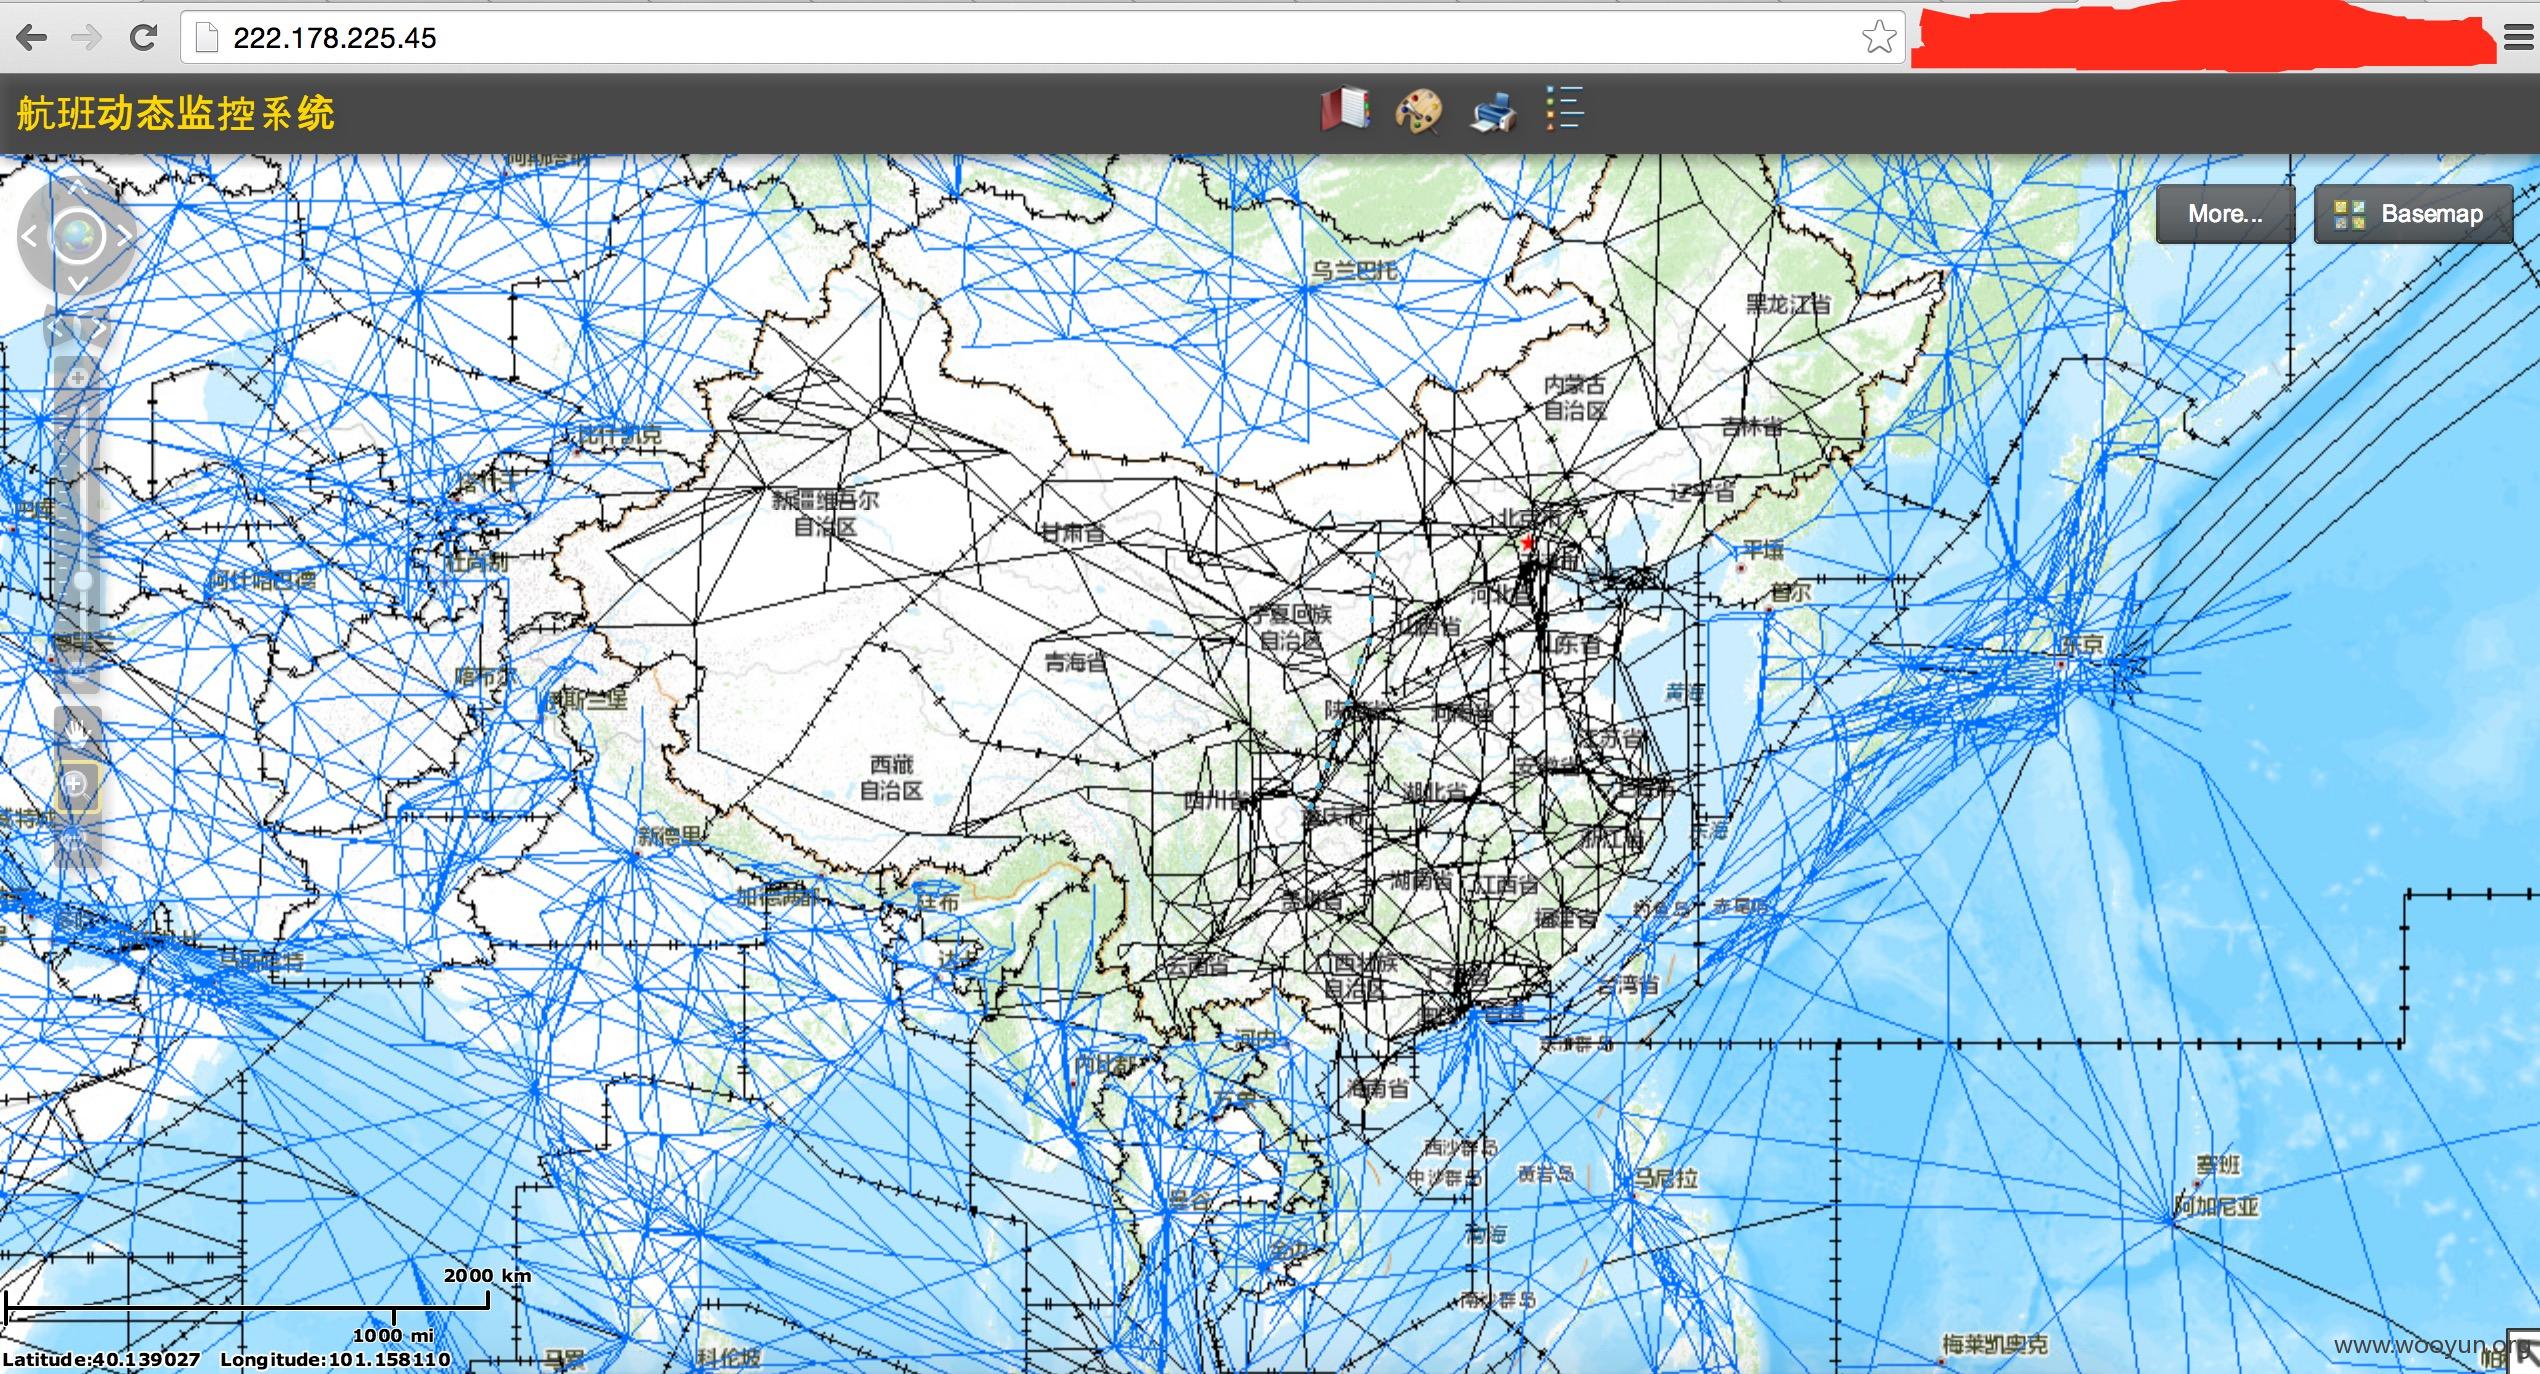 222.178.225.45
航班动态监控系统
More...
Basemap
乌兰巴托
黑龙江省
内蒙古
自治区
吉林省
比什凯克
新疆维吾尔
自治区
甘肃省
辽宁省
北京市
平壤
首尔
杜尚别
阿什哈巴德
宁夏回族
自治区
山西省
河北省
山东省
东京
青海省
喀布尔
伊斯兰堡
黄海
陕西省
河南省
江苏省
西藏
自治区
安徽省
四川省
湖北省
重庆市
新德里
东海
浙江省
加德满都
廷布
湖南省
江西省
贵州省
福建省
钓鱼岛
赤尾屿
马斯喀特
达卡
云南省
广西壮族
自治区
台湾省
香港
河内
东沙群岛
内比都
海南省
万象
西沙群岛
中沙群岛
黄岩岛
马尼拉
塞班
曼谷
阿加尼亚
南海
金边
2000 km
南沙群岛
1000 mi
梅莱凯奥克
www.wooyun.org
Latitude:40.139027 Longitude:101.158110
马累
科伦坡